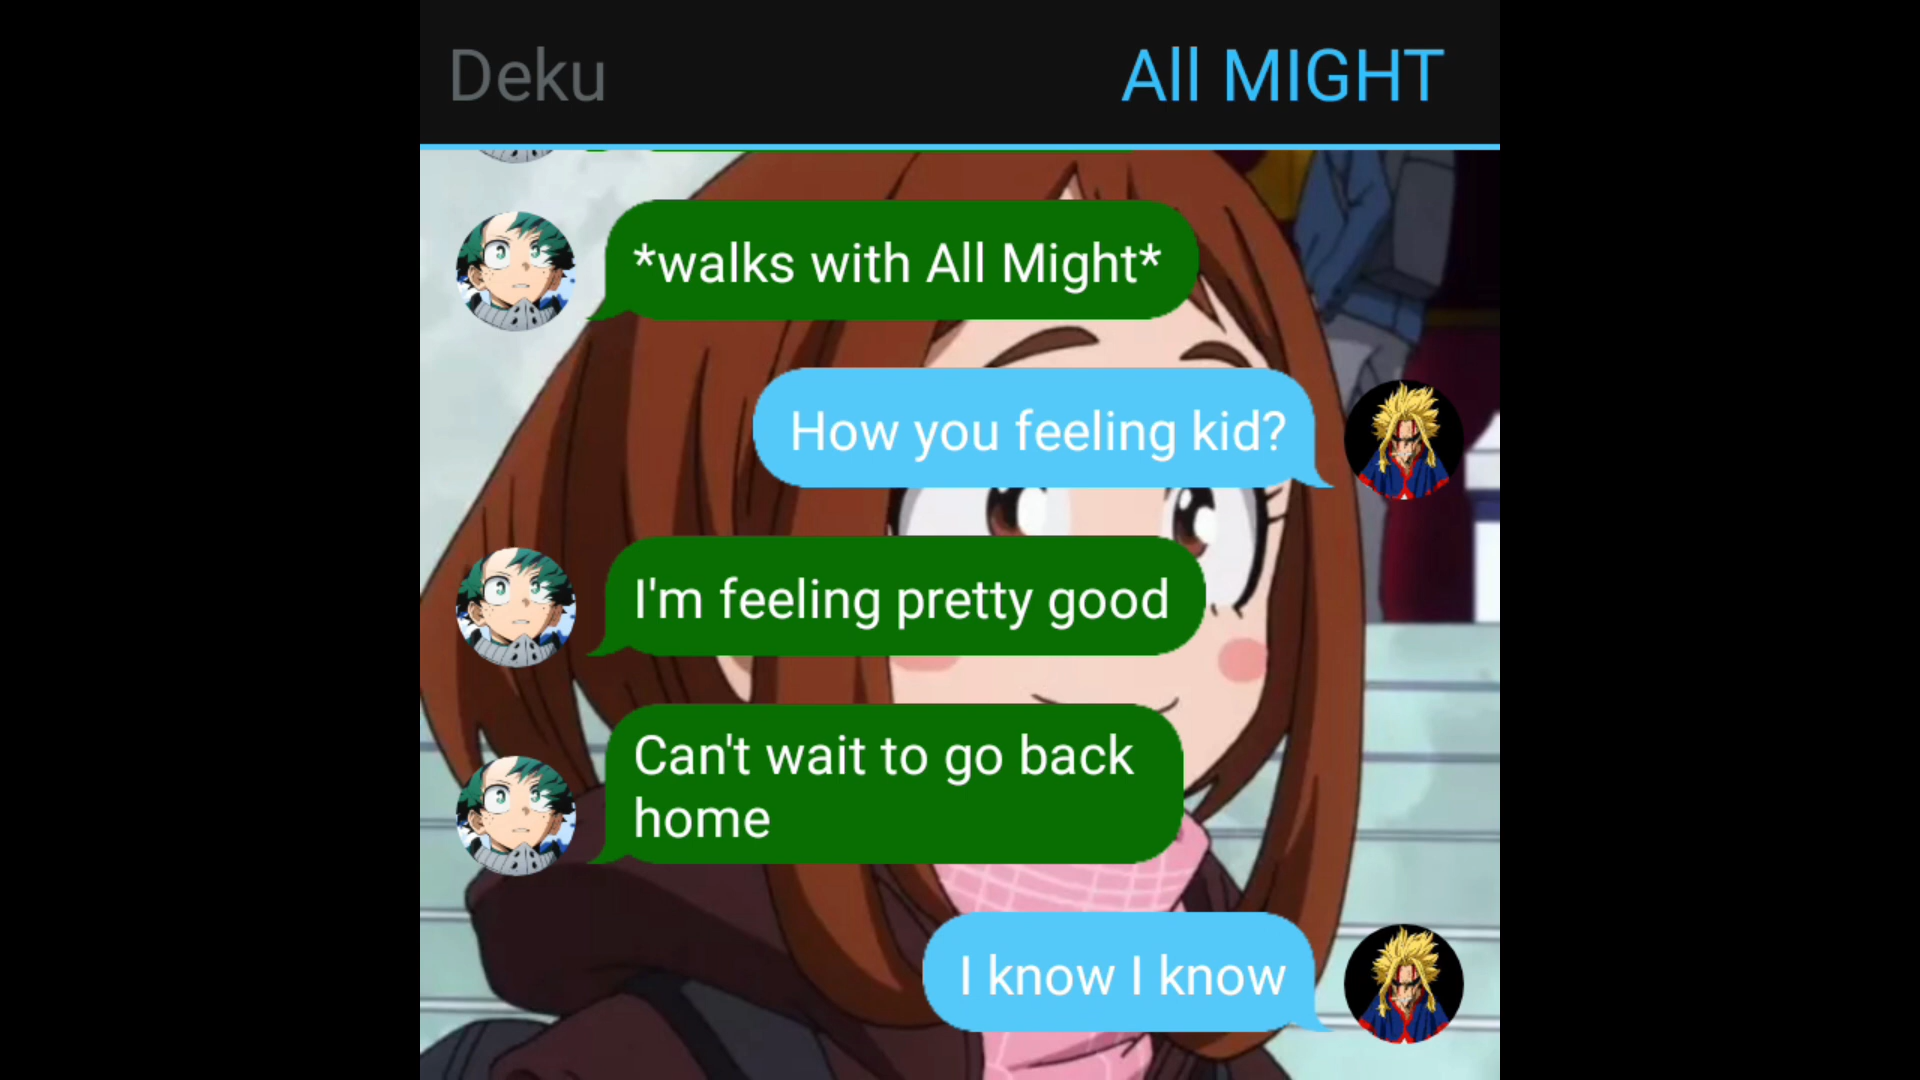 Deku
All MIGHT
*walks with All Might*
How you feeling kid?
I'm feeling pretty good
Can't wait to go back
home
I know I know